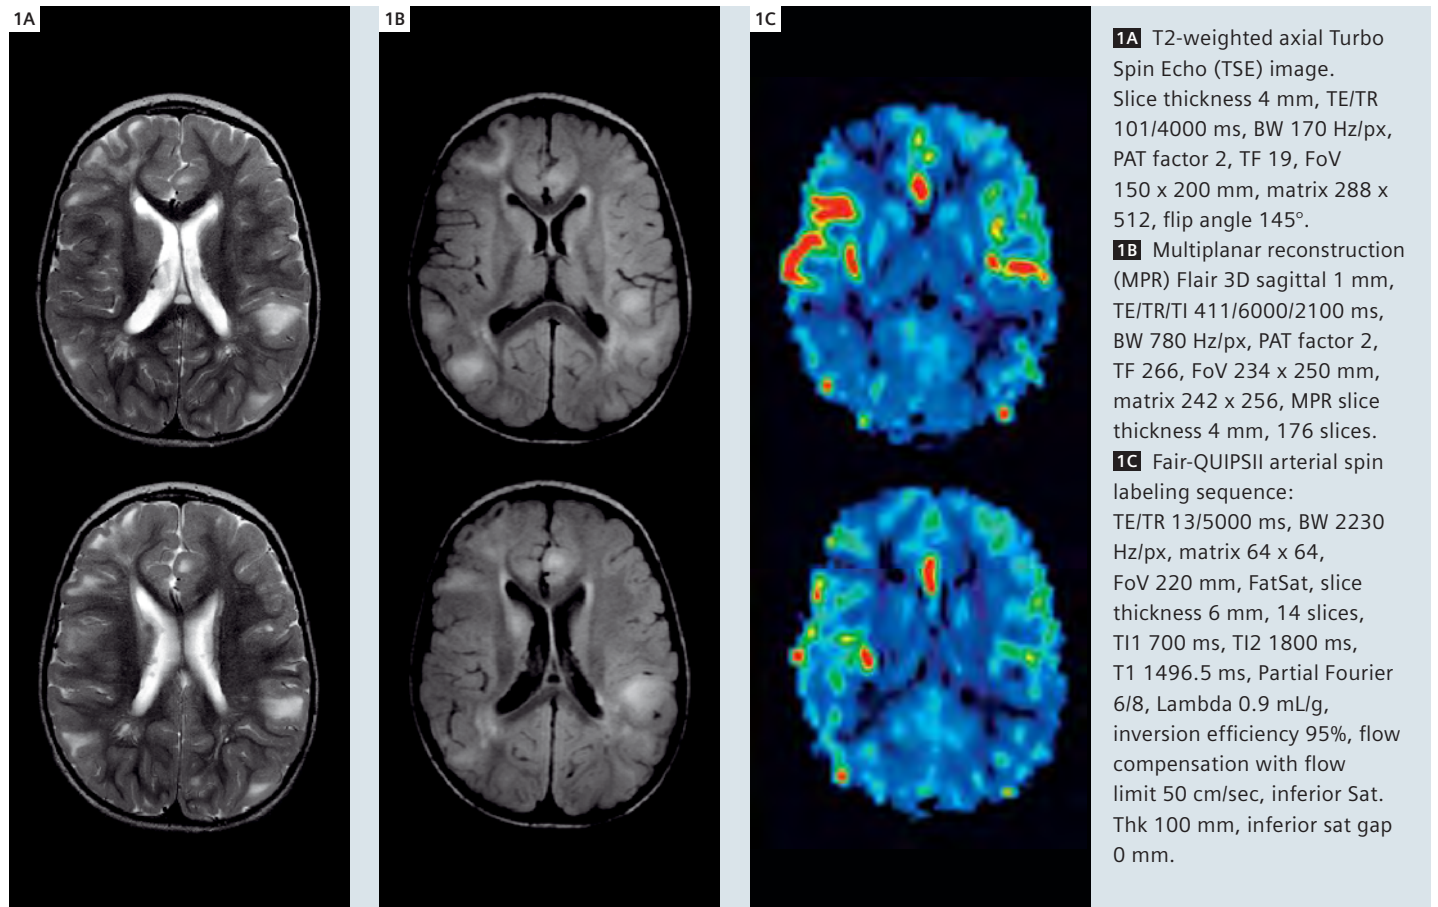 1A
1B
1C
1A T2-weighted axial Turbo
Spin Echo (TSE) image.
Slice thickness 4 mm, TE/TR
101/4000 ms, BW 170 Hz/px,
PAT factor 2, TF 19, FoV
150 x 200 mm, matrix 288 x
512, flip angle 145°.
1B Multiplanar reconstruction
(MPR) Flair 3D sagittal 1 mm,
TE/TR/TI 411/6000/2100 ms,
BW 780 Hz/px, PAT factor 2,
TF 266, FoV 234 x 250 mm,
matrix 242 x 256, MPR slice
thickness 4 mm, 176 slices.
1C Fair-QUIPSII arterial spin
labeling sequence:
TE/TR 13/5000 ms, BW 2230
Hz/px, matrix 64 x 64,
FoV 220 mm, FatSat, slice
thickness 6 mm, 14 slices,
TI1 700 ms, TI2 1800 ms,
T1 1496.5 ms, Partial Fourier
6/8, Lambda 0.9 mL/g,
inversion efficiency 95%, flow
compensation with flow
limit 50 cm/sec, inferior Sat.
Thk 100 mm, inferior sat gap
0 mm.